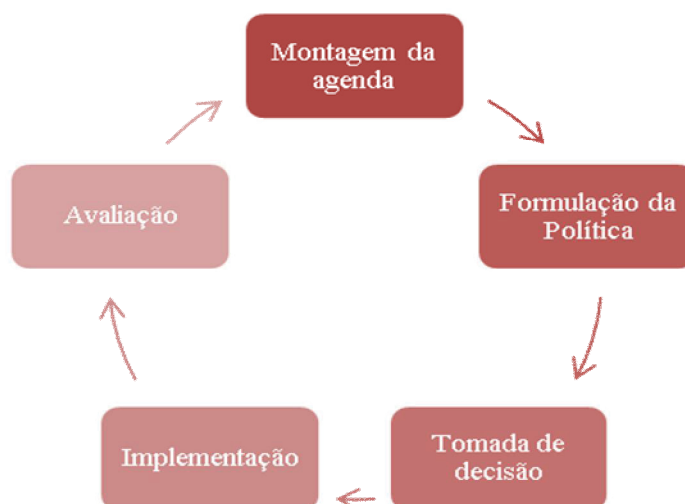 Montagem da
agenda
Formulação da
Política
Tomada de
decisão
Implementação
Avaliação